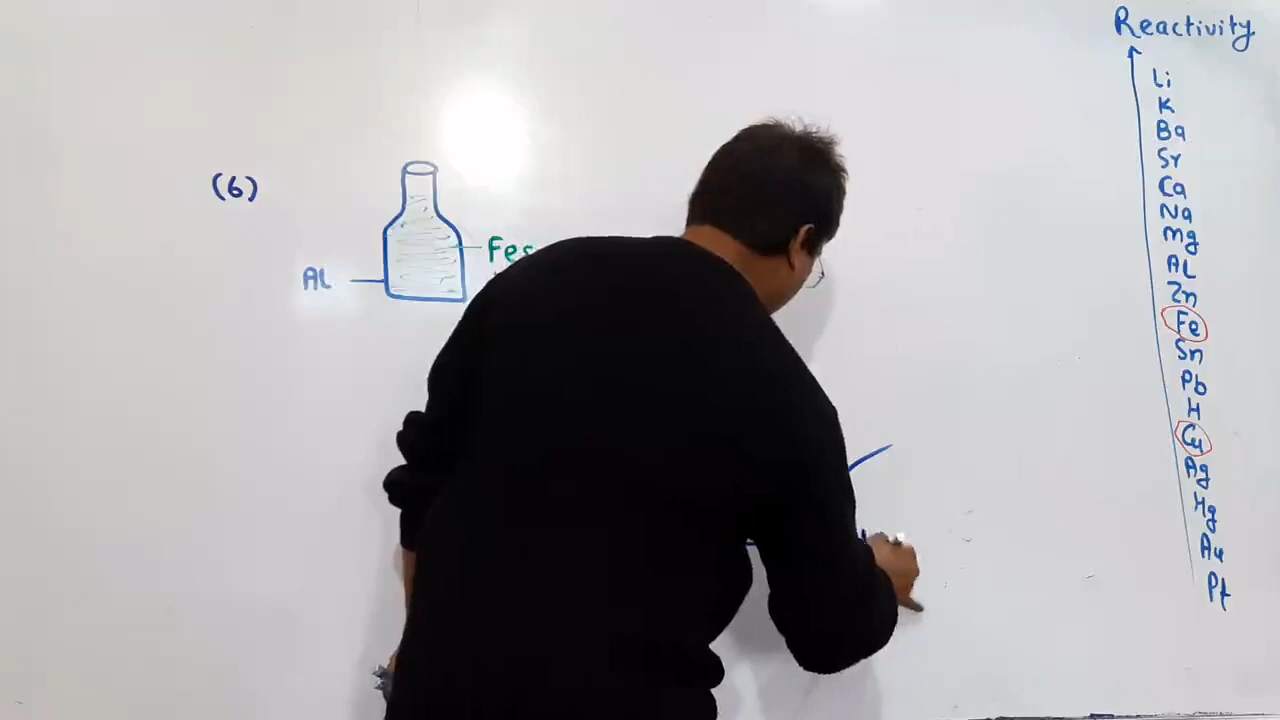 Reactivity
Li
K
Ba
Sr
Ca
Na
Mg
Al
Zn
Fe
Sn
Pb
H
Cu
Ag
Hg
Au
Pt
(6)
Al
Fes